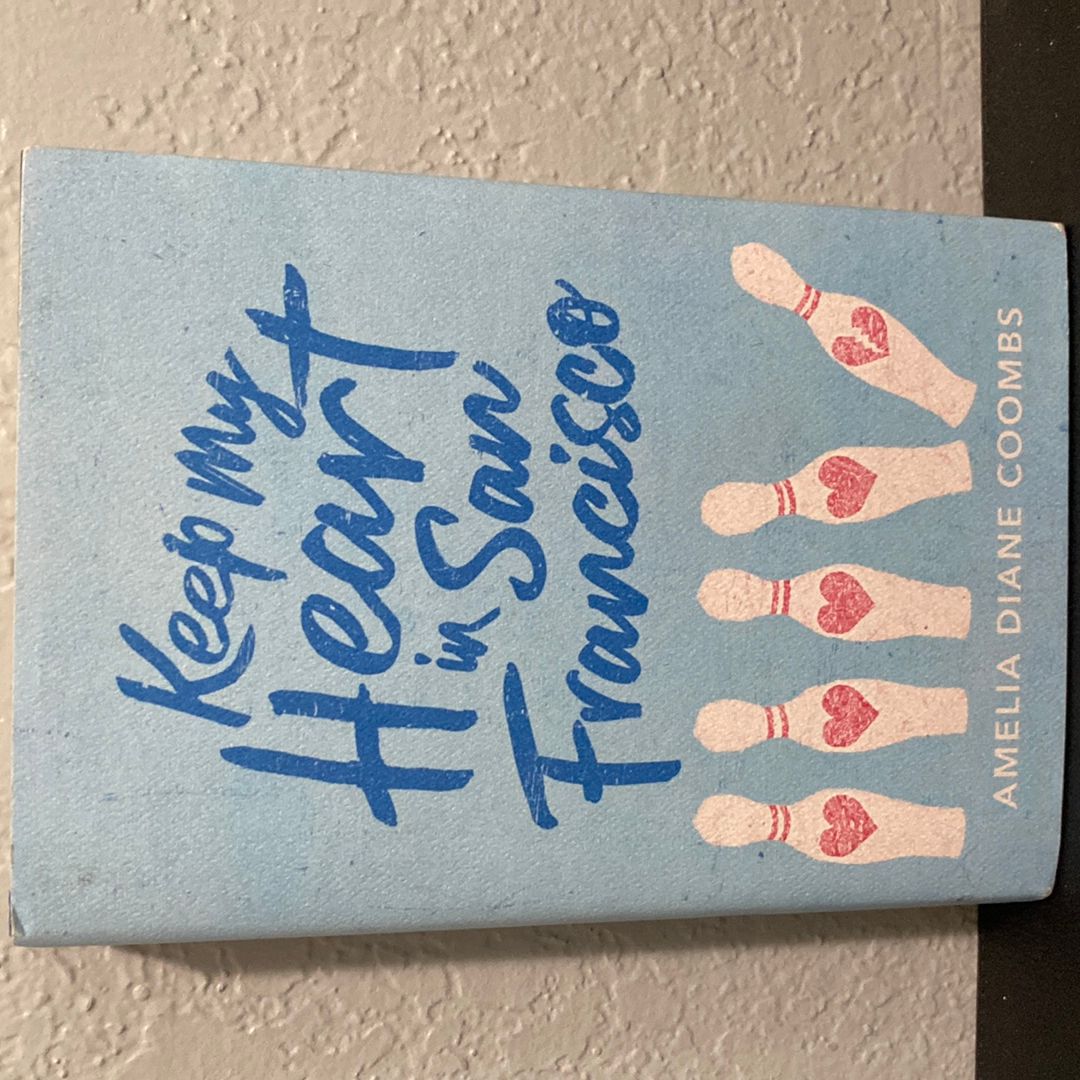 Keep my
Heart
in San
Francisco
AMELIA DIANE COOMBS